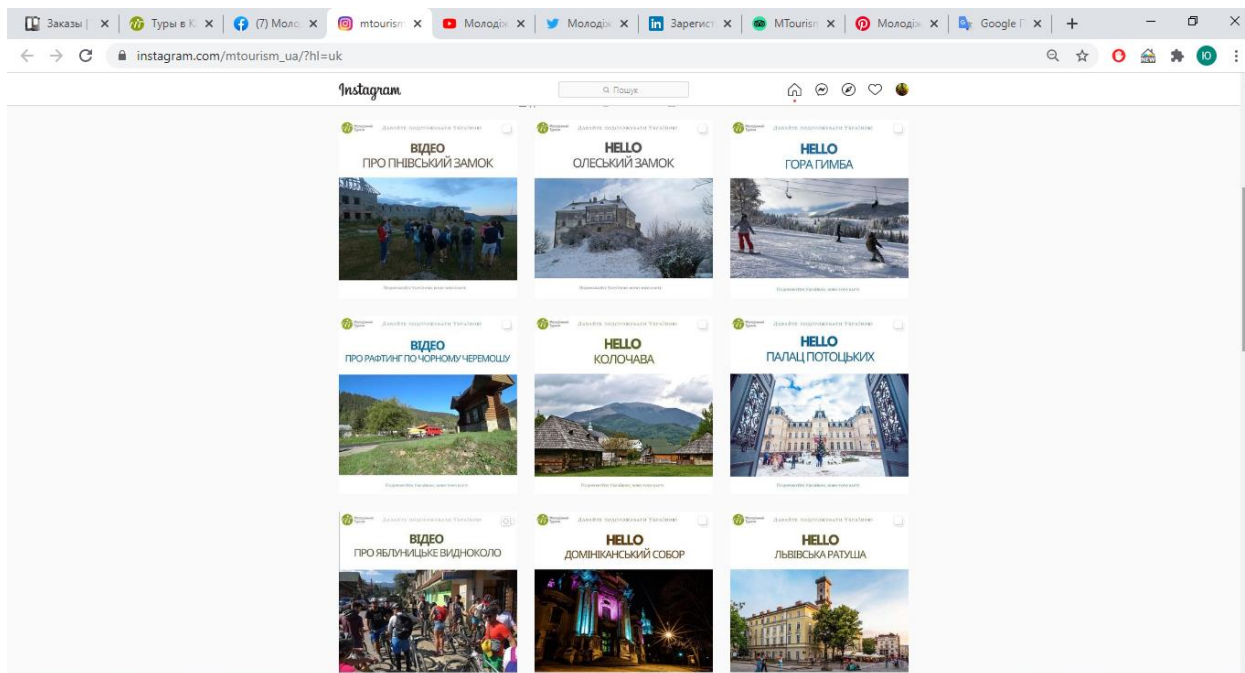 Заказы |
Туры в К
(7) Моло
mtourism
Молодіж
Молодіж
Зарегист
MTourism
Молодіж
Google П
instagram.com/mtourism_ua/?hl=uk
Ю
Instagram
Пошук
ВІДЕО
ПРО ПНІВСЬКИЙ ЗАМОК
HELLO
ОЛЕСЬКИЙ ЗАМОК
HELLO
ГОРА ГИМБА
ВІДЕО
ПРО РАФТИНГ ПО ЧОРНОМУ ЧЕРЕМОШУ
HELLO
КОЛОЧАВА
HELLO
ПАЛАЦ ПОТОЦЬКИХ
ВІДЕО
ПРО ЯБЛУНИЦЬКЕ ВИДНОКОЛО
HELLO
ДОМІНІКАНСЬКИЙ СОБОР
HELLO
ЛЬВІВСЬКА РАТУША